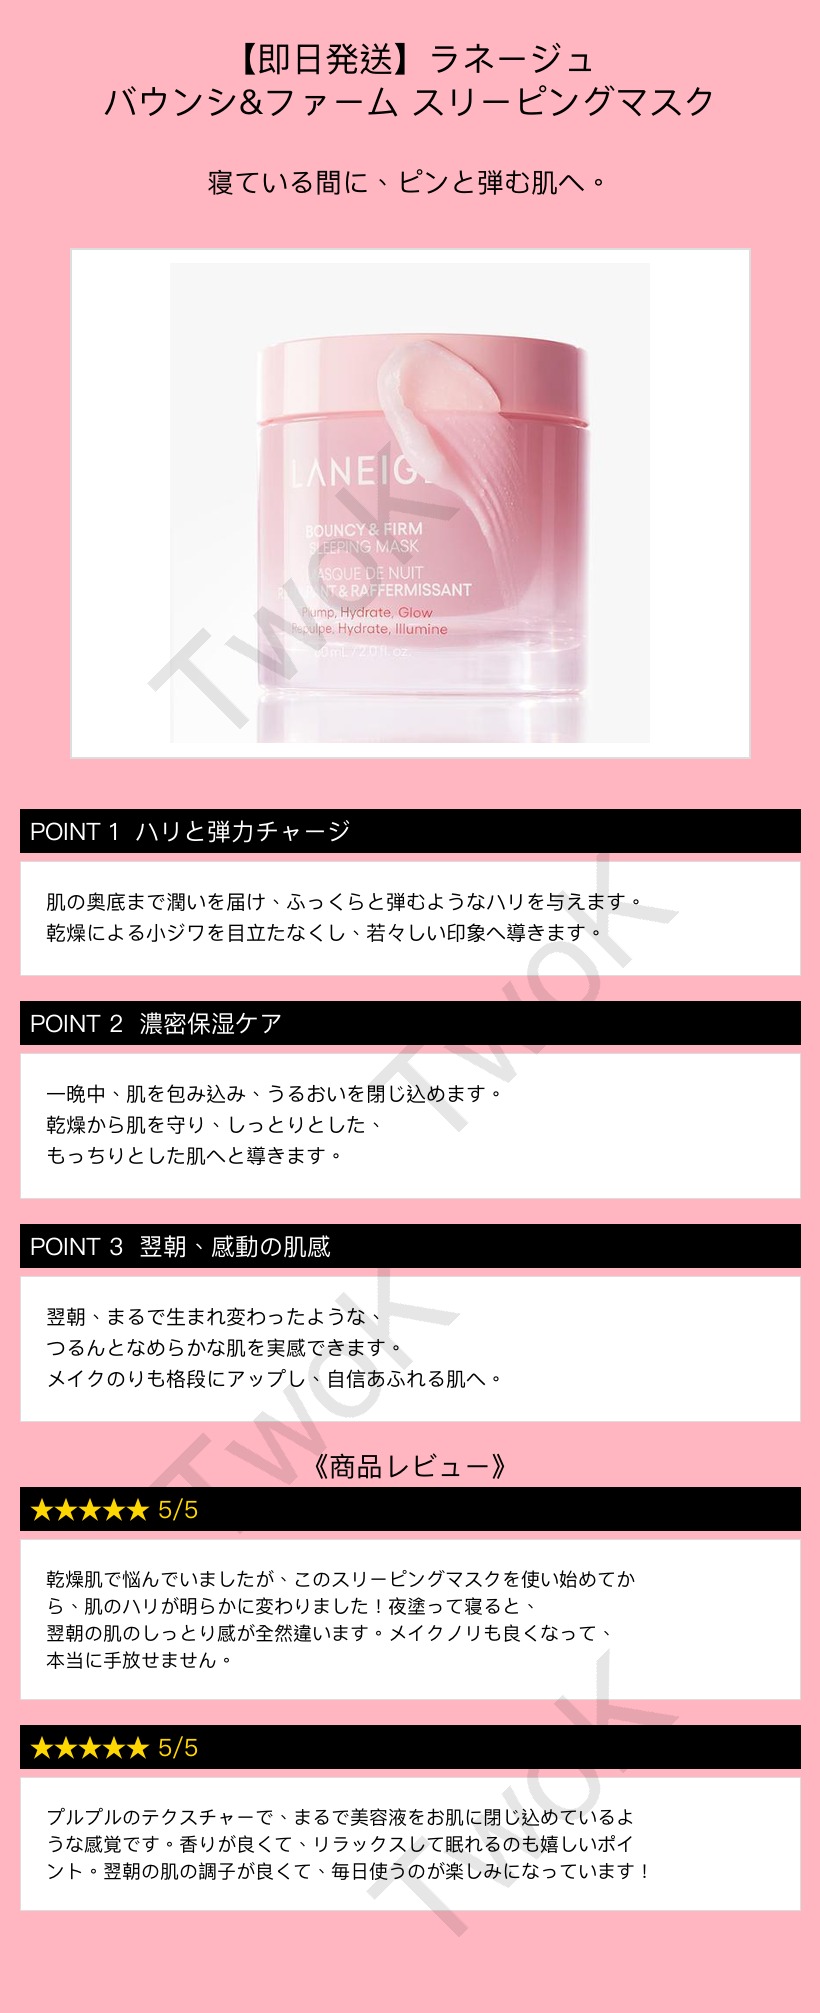 【即日発送】ラネージュ
バウンシ&ファーム スリーピングマスク
寝ている間に、ピンと弾む肌へ。
LANEIG
BOUNCY & FIRM
SLEEPING MASK
MASQUE DE NUIT
& RAFFERMISSANT
Plump, Hydrate, Glow
Repulpe, Hydrate, Illumine
60mL / 2.0 fl. oz.
TwoK
POINT 1 ハリと弾力チャージ
肌の奥底まで潤いを届け、ふっくらと弾むようなハリを与えます。
乾燥による小ジワを目立たなくし、若々しい印象へ導きます。
TwoK
POINT 2 濃密保湿ケア
一晩中、肌を包み込み、うるおいを閉じ込めます。
乾燥から肌を守り、しっとりとした、
もっちりとした肌へと導きます。
POINT 3 翌朝、感動の肌感
翌朝、まるで生まれ変わったような、
つるんとなめらかな肌を実感できます。
メイクのりも格段にアップし、自信あふれる肌へ。
TwoK
《商品レビュー》
★★★★★ 5/5
乾燥肌で悩んでいましたが、このスリーピングマスクを使い始めてか
ら、肌のハリが明らかに変わりました！夜塗って寝ると、
翌朝の肌のしっとり感が全然違います。メイクノリも良くなって、
本当に手放せません。
★★★★★ 5/5
プルプルのテクスチャーで、まるで美容液をお肌に閉じ込めているよ
うな感覚です。香りが良くて、リラックスして眠れるのも嬉しいポイ
ント。翌朝の肌の調子が良くて、毎日使うのが楽しみになっています！
TwoK